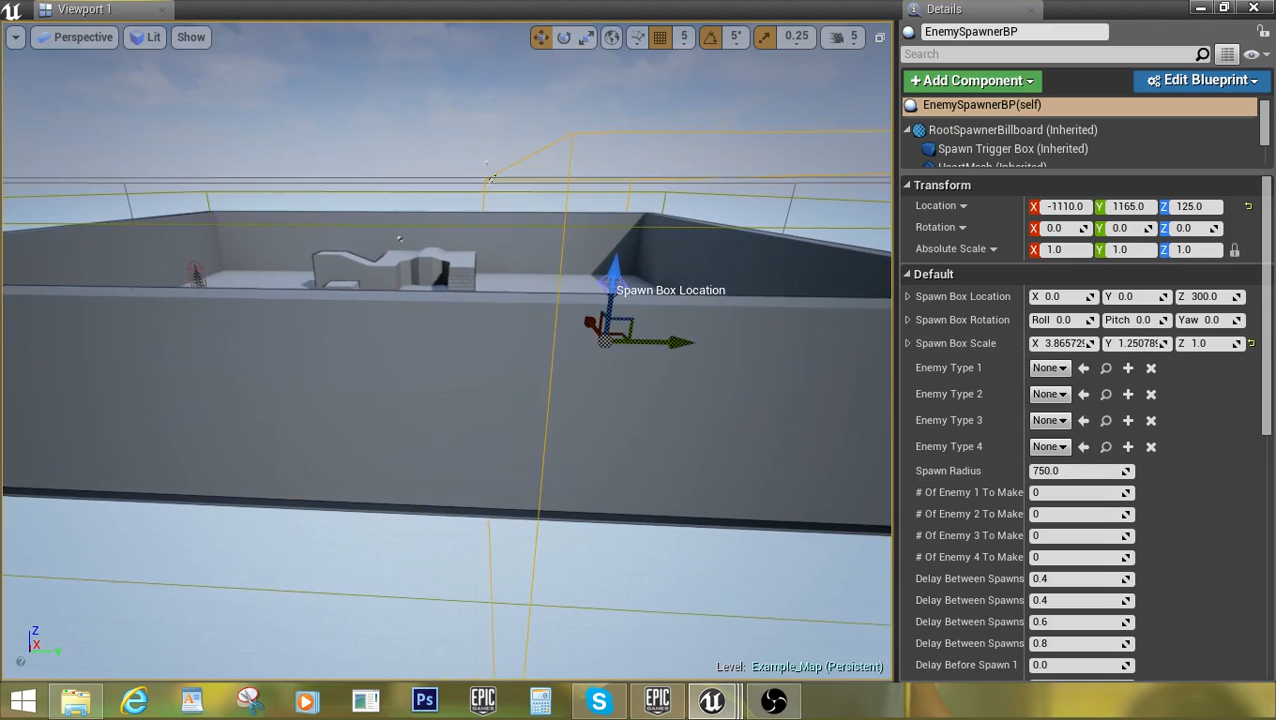 Viewport 1
Details
EnemySpawnerBP
Perspective
Lit
Show
5
5°
0.25
5
Search
+ Add Component
Edit Blueprint
EnemySpawnerBP(self)
RootSpawnerBillboard (Inherited)
Spawn Trigger Box (Inherited)
HeartMesh (Inherited)
Transform
Location X -1110.0 Y 1165.0 Z 125.0
Rotation X 0.0 Y 0.0 Z 0.0
Absolute Scale X 1.0 Y 1.0 Z 1.0
Default
Spawn Box Location X 0.0 Y 0.0 Z 300.0
Spawn Box Rotation Roll 0.0 Pitch 0.0 Yaw 0.0
Spawn Box Scale X 3.86572 Y 1.25078 Z 1.0
Enemy Type 1 None
Enemy Type 2 None
Enemy Type 3 None
Enemy Type 4 None
Spawn Radius 750.0
# Of Enemy 1 To Make 0
# Of Enemy 2 To Make 0
# Of Enemy 3 To Make 0
# Of Enemy 4 To Make 0
Delay Between Spawns 0.4
Delay Between Spawns 0.4
Delay Between Spawns 0.6
Delay Between Spawns 0.8
Delay Before Spawn 1 0.0
Spawn Box Location
Z
X
Y
Level: Example_Map (Persistent)
Ps
EPIC
GAMES
S
EPIC
GAMES